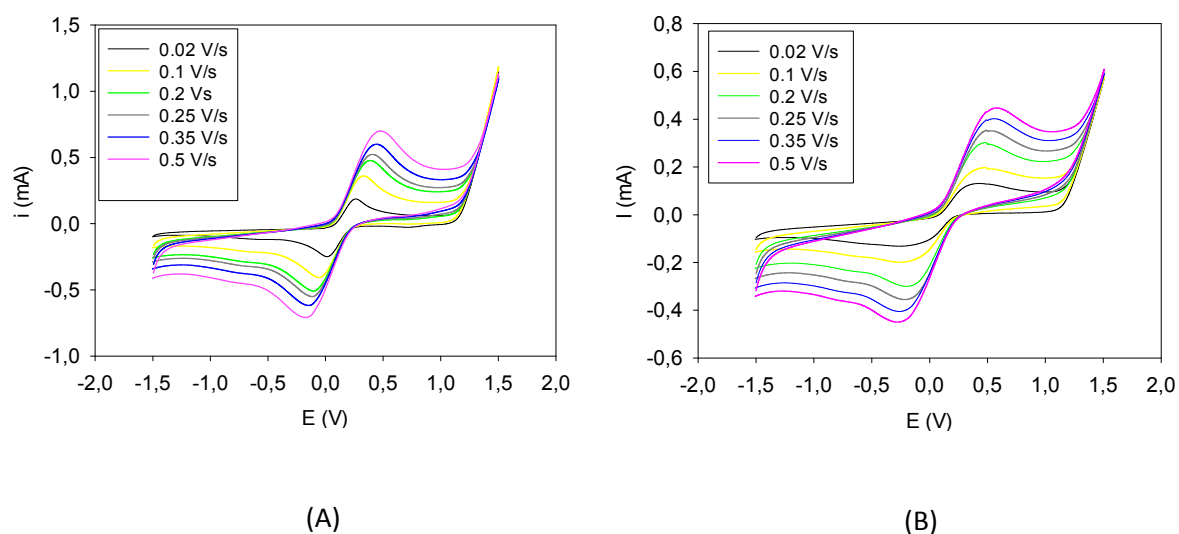 1,5
1,0
0,5
0,0
-0,5
-1,0
i (mA)
0.02 V/s
0.1 V/s
0.2 Vs
0.25 V/s
0.35 V/s
0.5 V/s
-2,0 -1,5 -1,0 -0,5 0,0 0,5 1,0 1,5 2,0
E (V)
(A)
0,8
0,6
0,4
0,2
0,0
-0,2
-0,4
-0,6
I (mA)
0.02 V/s
0.1 V/s
0.2 V/s
0.25 V/s
0.35 V/s
0.5 V/s
-2,0 -1,5 -1,0 -0,5 0,0 0,5 1,0 1,5 2,0
E (V)
(B)